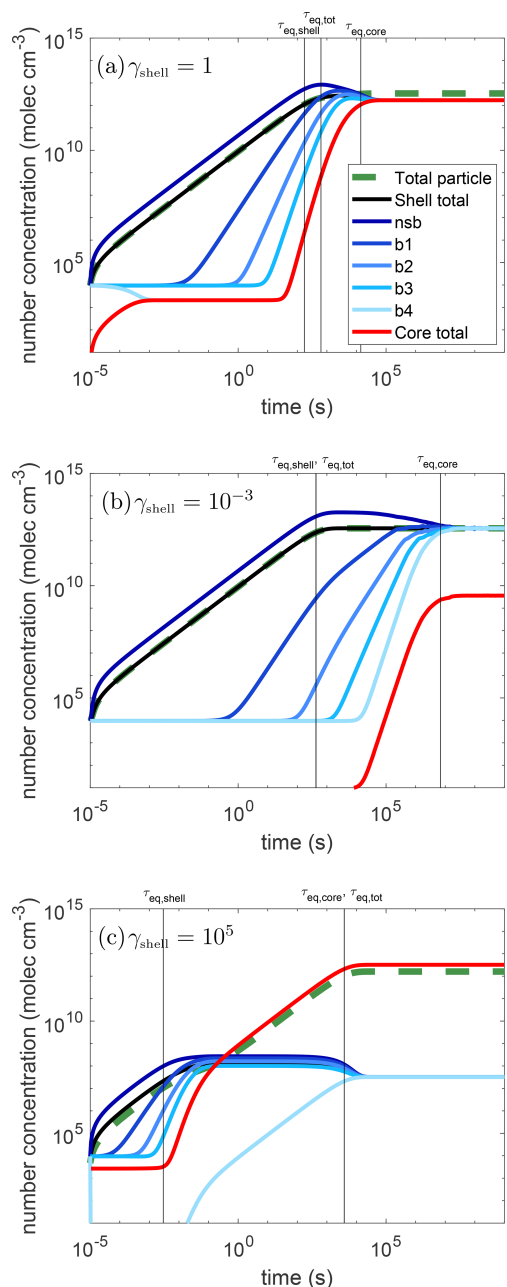 τeq,tot
τeq,shell τeq,core
10^15
(a) γshell = 1
10^10
10^5
number concentration (molec cm^-3)
Total particle
Shell total
nsb
b1
b2
b3
b4
Core total
10^-5 10^0 10^5
time (s)
τeq,shell, τeq,tot τeq,core
10^15
(b) γshell = 10^-3
10^10
10^5
number concentration (molec cm^-3)
10^-5 10^0 10^5
time (s)
τeq,shell τeq,core, τeq,tot
10^15
(c) γshell = 10^5
10^10
10^5
number concentration (molec cm^-3)
10^-5 10^0 10^5
time (s)